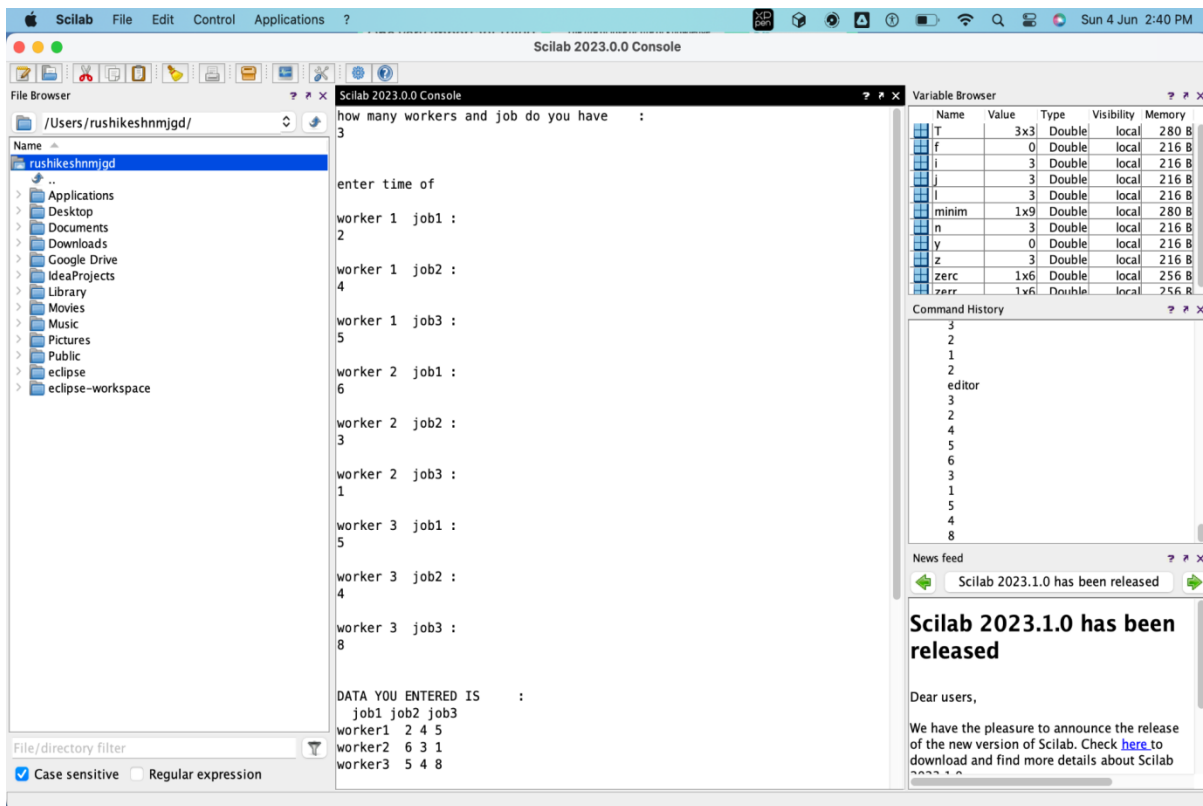 Scilab File Edit Control Applications ? XP pen Sun 4 Jun 2:40 PM
Scilab 2023.0.0 Console
File Browser ? ↗ X
/Users/rushikeshnmjgd/
Name
rushikeshnmjgd
..
Applications
Desktop
Documents
Downloads
Google Drive
IdeaProjects
Library
Movies
Music
Pictures
Public
eclipse
eclipse-workspace
File/directory filter
Case sensitive Regular expression
Scilab 2023.0.0 Console ? ↗ X
how many workers and job do you have :
3
enter time of
worker 1 job1 :
2
worker 1 job2 :
4
worker 1 job3 :
5
worker 2 job1 :
6
worker 2 job2 :
3
worker 2 job3 :
1
worker 3 job1 :
5
worker 3 job2 :
4
worker 3 job3 :
8
DATA YOU ENTERED IS :
job1 job2 job3
worker1 2 4 5
worker2 6 3 1
worker3 5 4 8
Variable Browser ? ↗ X
Name Value Type Visibility Memory
T 3x3 Double local 280 B
f 0 Double local 216 B
i 3 Double local 216 B
j 3 Double local 216 B
l 3 Double local 216 B
minim 1x9 Double local 280 B
n 3 Double local 216 B
y 0 Double local 216 B
z 3 Double local 216 B
zerc 1x6 Double local 256 B
zerr 1x6 Double local 256 B
Command History ? ↗ X
3
2
1
2
editor
3
2
4
5
6
3
1
5
4
8
News feed ? ↗ X
Scilab 2023.1.0 has been released
Scilab 2023.1.0 has been
released
Dear users,
We have the pleasure to announce the release
of the new version of Scilab. Check here to
download and find more details about Scilab
2023.1.0